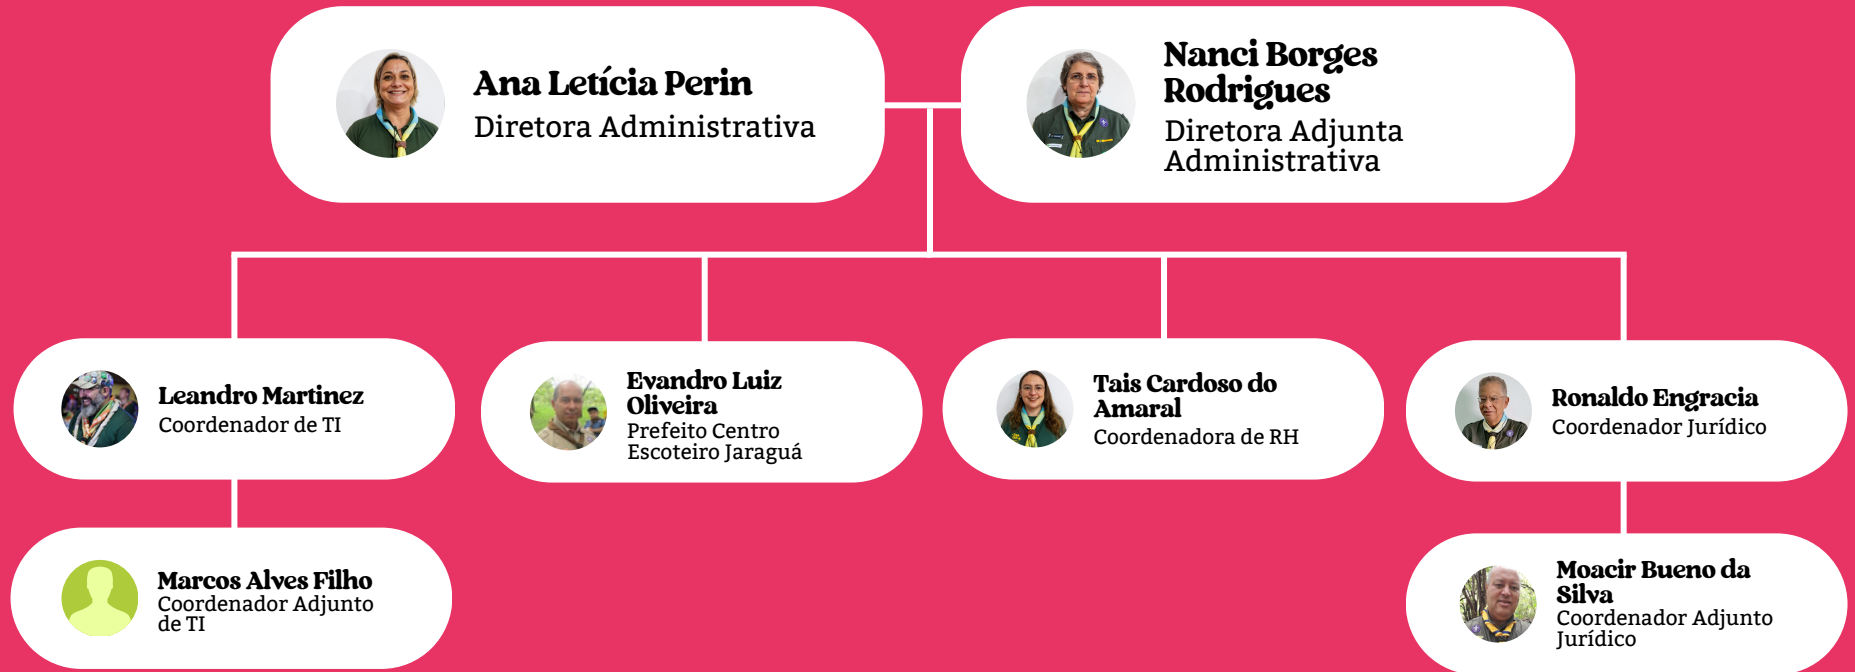 Ana Letícia Perin
Diretora Administrativa
Nanci Borges
Rodrigues
Diretora Adjunta
Administrativa
Leandro Martinez
Coordenador de TI
Evandro Luiz
Oliveira
Prefeito Centro
Escoteiro Jaraguá
Tais Cardoso do
Amaral
Coordenadora de RH
Ronaldo Engracia
Coordenador Jurídico
Marcos Alves Filho
Coordenador Adjunto
de TI
Moacir Bueno da
Silva
Coordenador Adjunto
Jurídico